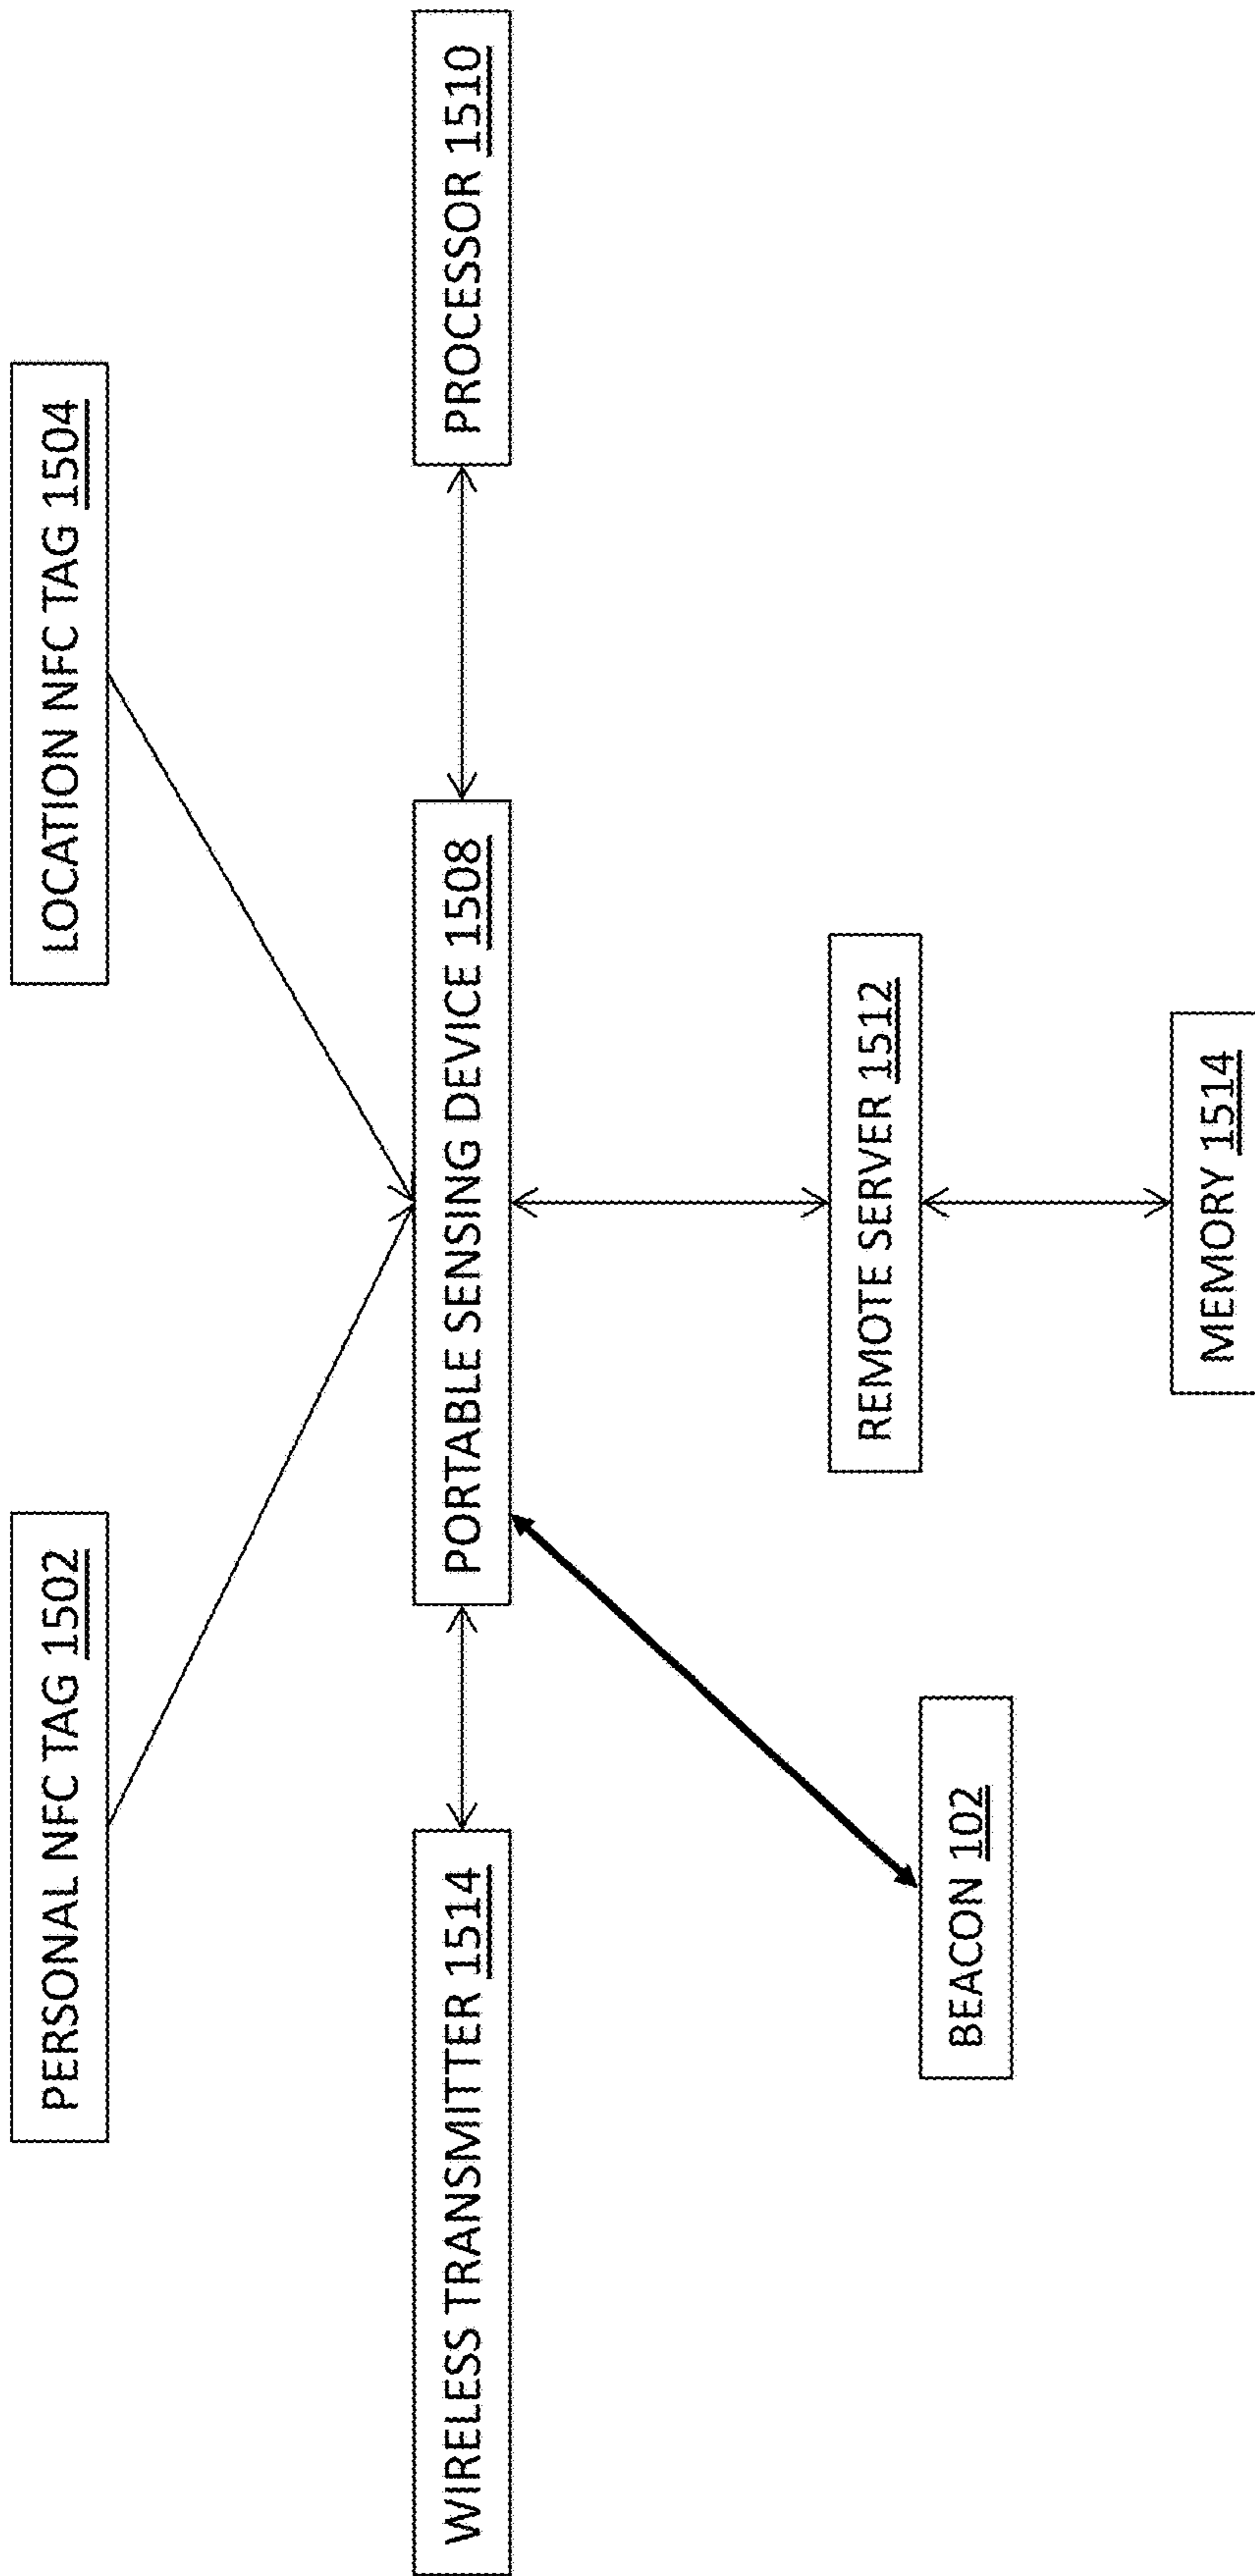 PERSONAL NFC TAG 1502
LOCATION NFC TAG 1504
WIRELESS TRANSMITTER 1514
PORTABLE SENSING DEVICE 1508
PROCESSOR 1510
REMOTE SERVER 1512
BEACON 102
MEMORY 1514